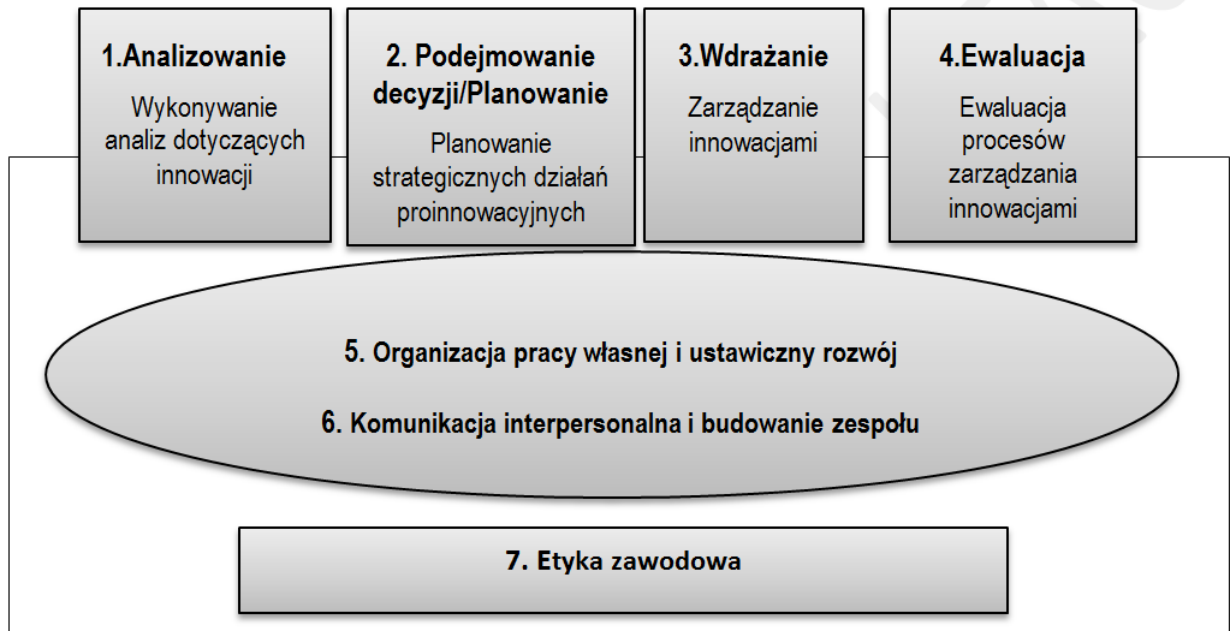 1.Analizowanie
Wykonywanie
analiz dotyczących
innowacji
2. Podejmowanie
decyzji/Planowanie
Planowanie
strategicznych działań
proinnowacyjnych
3.Wdrażanie
Zarządzanie
innowacjami
4.Ewaluacja
Ewaluacja
procesów
zarządzania
innowacjami
5. Organizacja pracy własnej i ustawiczny rozwój
6. Komunikacja interpersonalna i budowanie zespołu
7. Etyka zawodowa